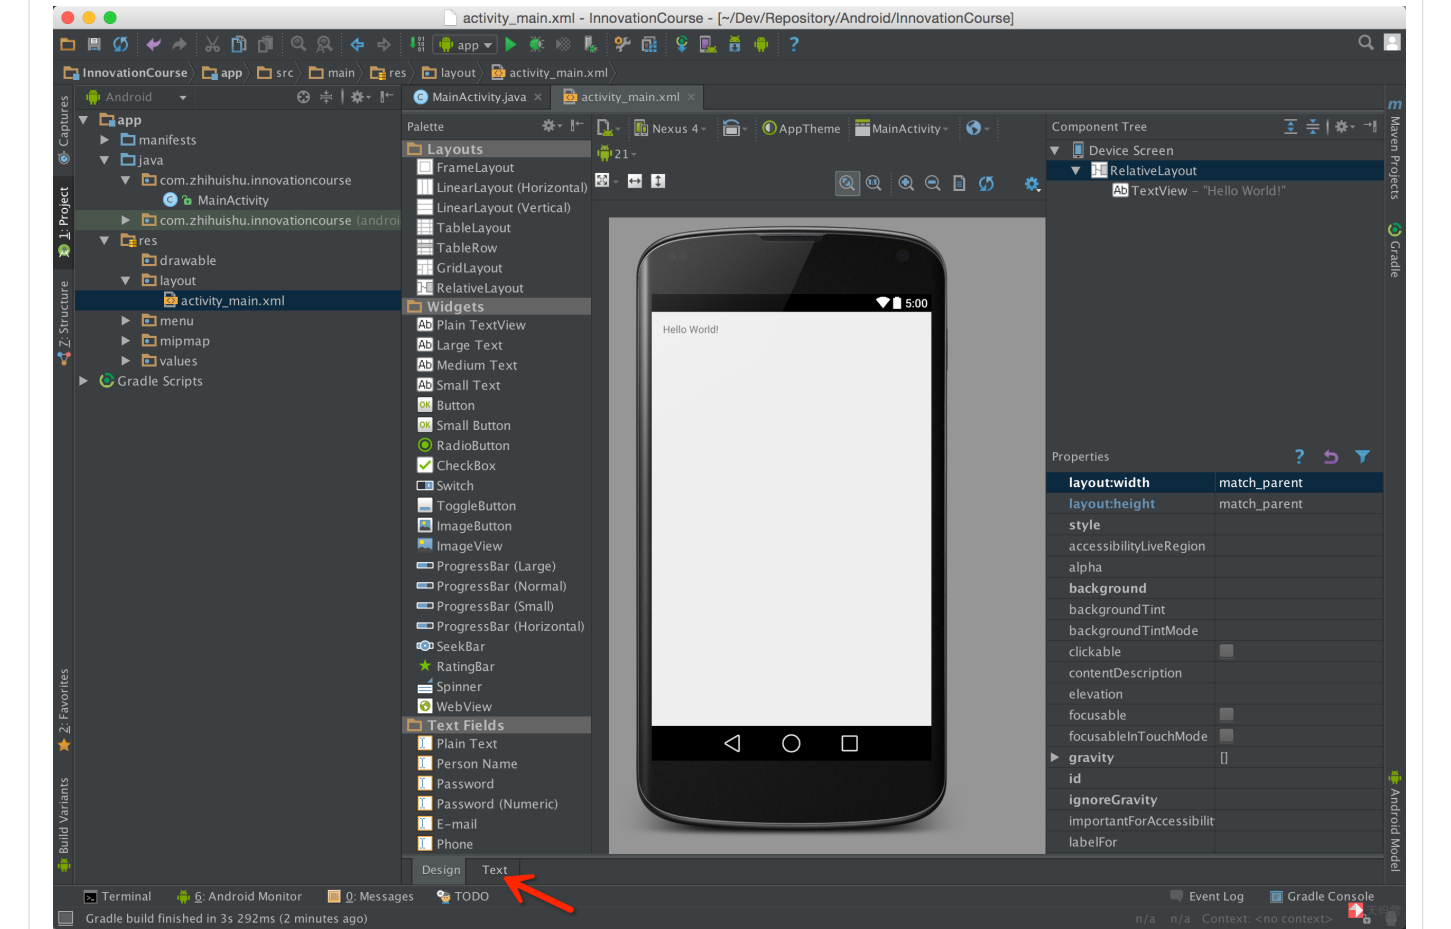 activity_main.xml - InnovationCourse - [~/Dev/Repository/Android/InnovationCourse]
app
?
InnovationCourse app src main res layout activity_main.xml
Android
MainActivity.java × activity_main.xml ×
app
manifests
java
com.zhihuishu.innovationcourse
MainActivity
com.zhihuishu.innovationcourse (androi
res
drawable
layout
activity_main.xml
menu
mipmap
values
Gradle Scripts
Captures
1: Project
Z: Structure
2: Favorites
Build Variants
Palette
Layouts
FrameLayout
LinearLayout (Horizontal)
LinearLayout (Vertical)
TableLayout
TableRow
GridLayout
RelativeLayout
Widgets
Ab Plain TextView
Ab Large Text
Ab Medium Text
Ab Small Text
OK Button
OK Small Button
RadioButton
CheckBox
Switch
ToggleButton
ImageButton
ImageView
ProgressBar (Large)
ProgressBar (Normal)
ProgressBar (Small)
ProgressBar (Horizontal)
SeekBar
RatingBar
Spinner
WebView
Text Fields
Plain Text
Person Name
Password
Password (Numeric)
E-mail
Phone
Nexus 4 AppTheme MainActivity
21
5:00
Hello World!
Component Tree
Device Screen
RelativeLayout
Ab TextView - "Hello World!"
Properties ?
layout:width match_parent
layout:height match_parent
style
accessibilityLiveRegion
alpha
background
backgroundTint
backgroundTintMode
clickable
contentDescription
elevation
focusable
focusableInTouchMode
gravity []
id
ignoreGravity
importantForAccessibilit
labelFor
m Maven Projects
Gradle
Android Model
Design Text
Terminal 6: Android Monitor 0: Messages TODO Event Log Gradle Console
Gradle build finished in 3s 292ms (2 minutes ago) n/a n/a Context: <no context>